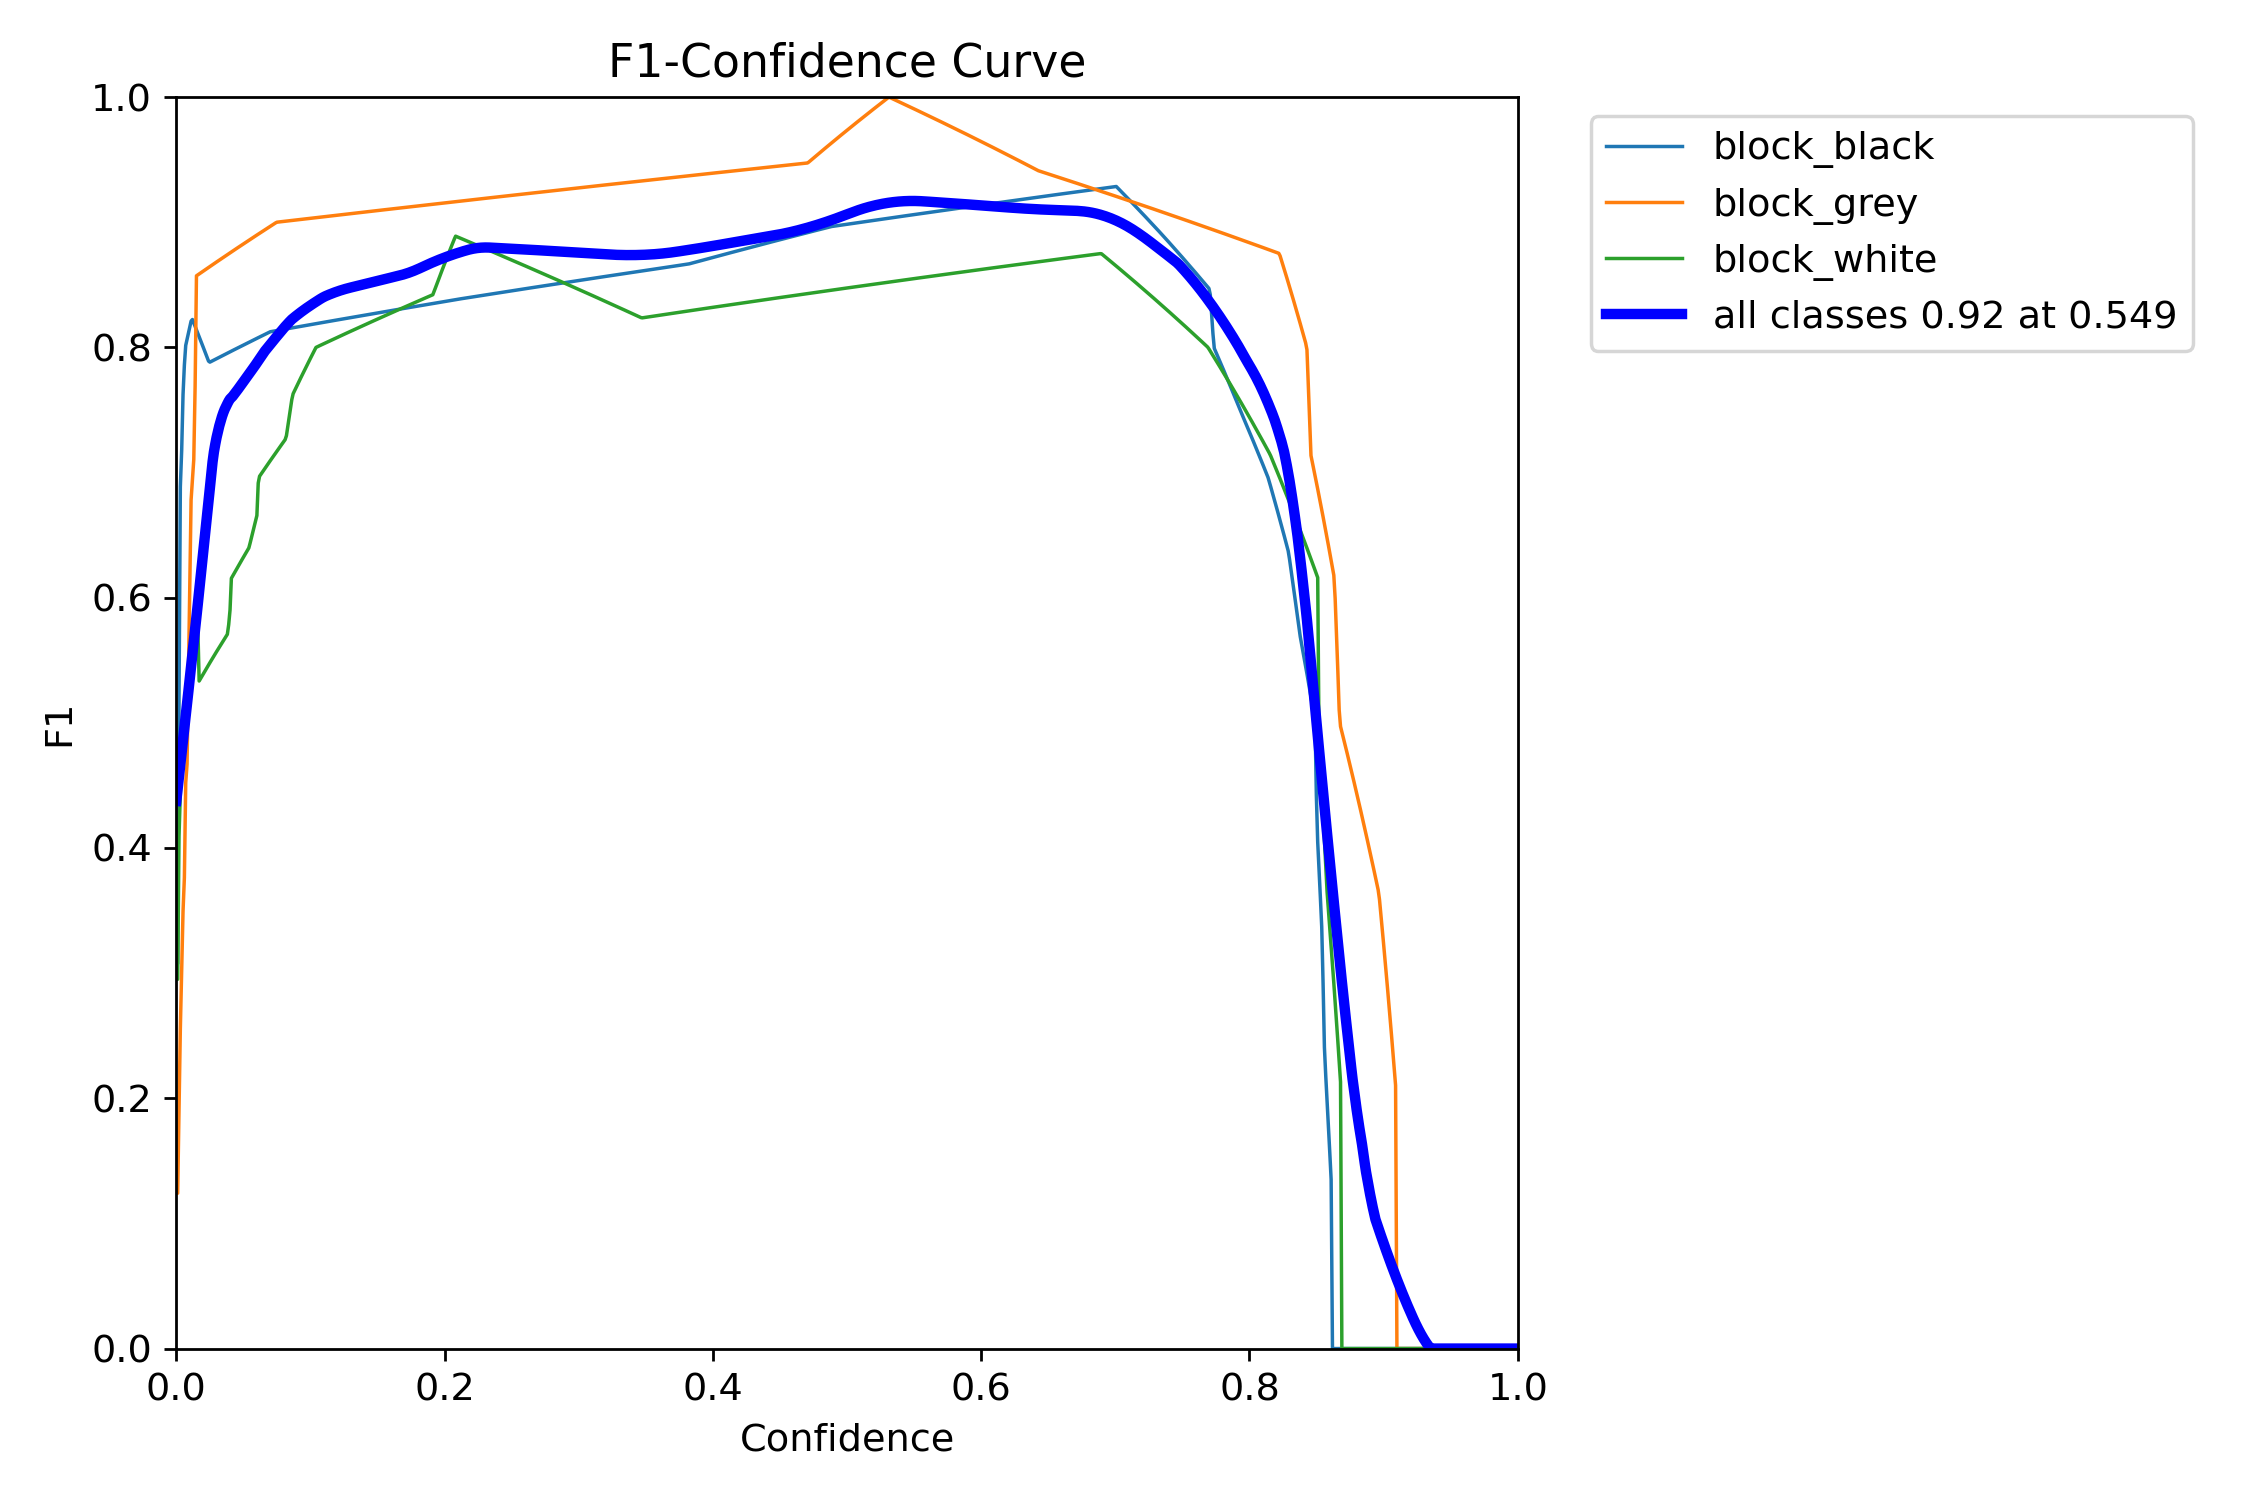 F1-Confidence Curve
1.0
0.8
0.6
0.4
0.2
0.0
F1
0.0 0.2 0.4 0.6 0.8 1.0
Confidence
block_black
block_grey
block_white
all classes 0.92 at 0.549